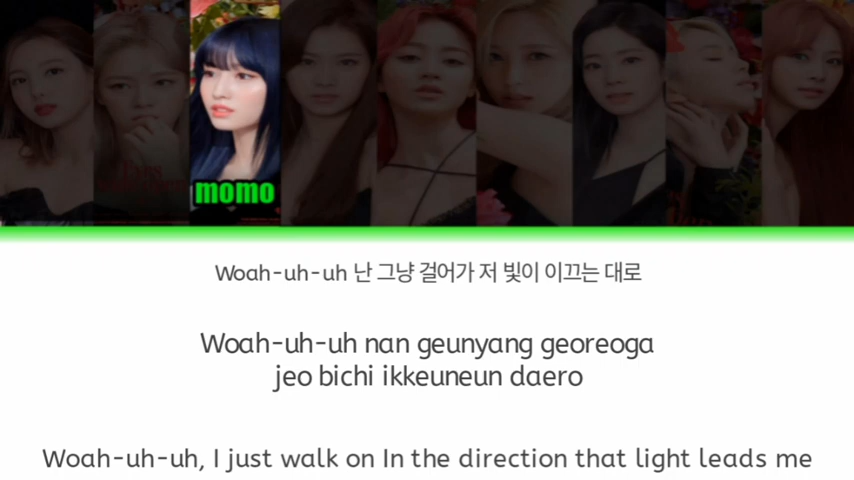 momo
Woah-uh-uh 난 그냥 걸어가 저 빛이 이끄는 대로
Woah-uh-uh nan geunyang georeoga
jeo bichi ikkeuneun daero
Woah-uh-uh, I just walk on In the direction that light leads me